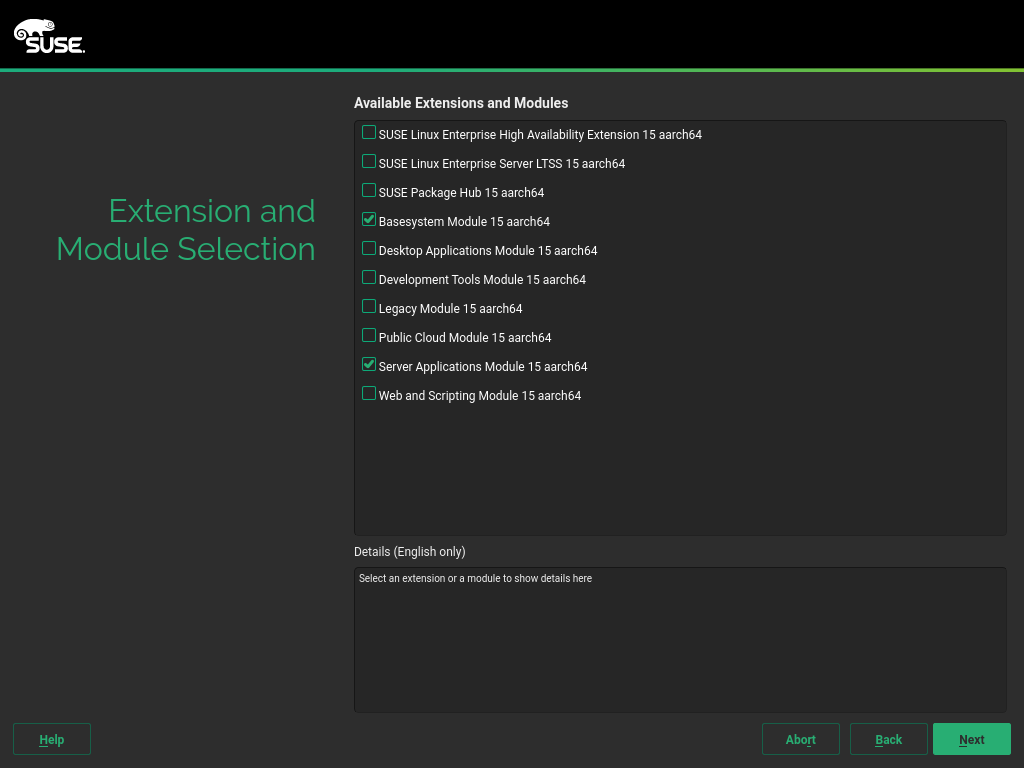 SUSE
Available Extensions and Modules
SUSE Linux Enterprise High Availability Extension 15 aarch64
SUSE Linux Enterprise Server LTSS 15 aarch64
SUSE Package Hub 15 aarch64
Extension and
Module Selection
Basesystem Module 15 aarch64
Desktop Applications Module 15 aarch64
Development Tools Module 15 aarch64
Legacy Module 15 aarch64
Public Cloud Module 15 aarch64
Server Applications Module 15 aarch64
Web and Scripting Module 15 aarch64
Details (English only)
Select an extension or a module to show details here
Help
Abort
Back
Next